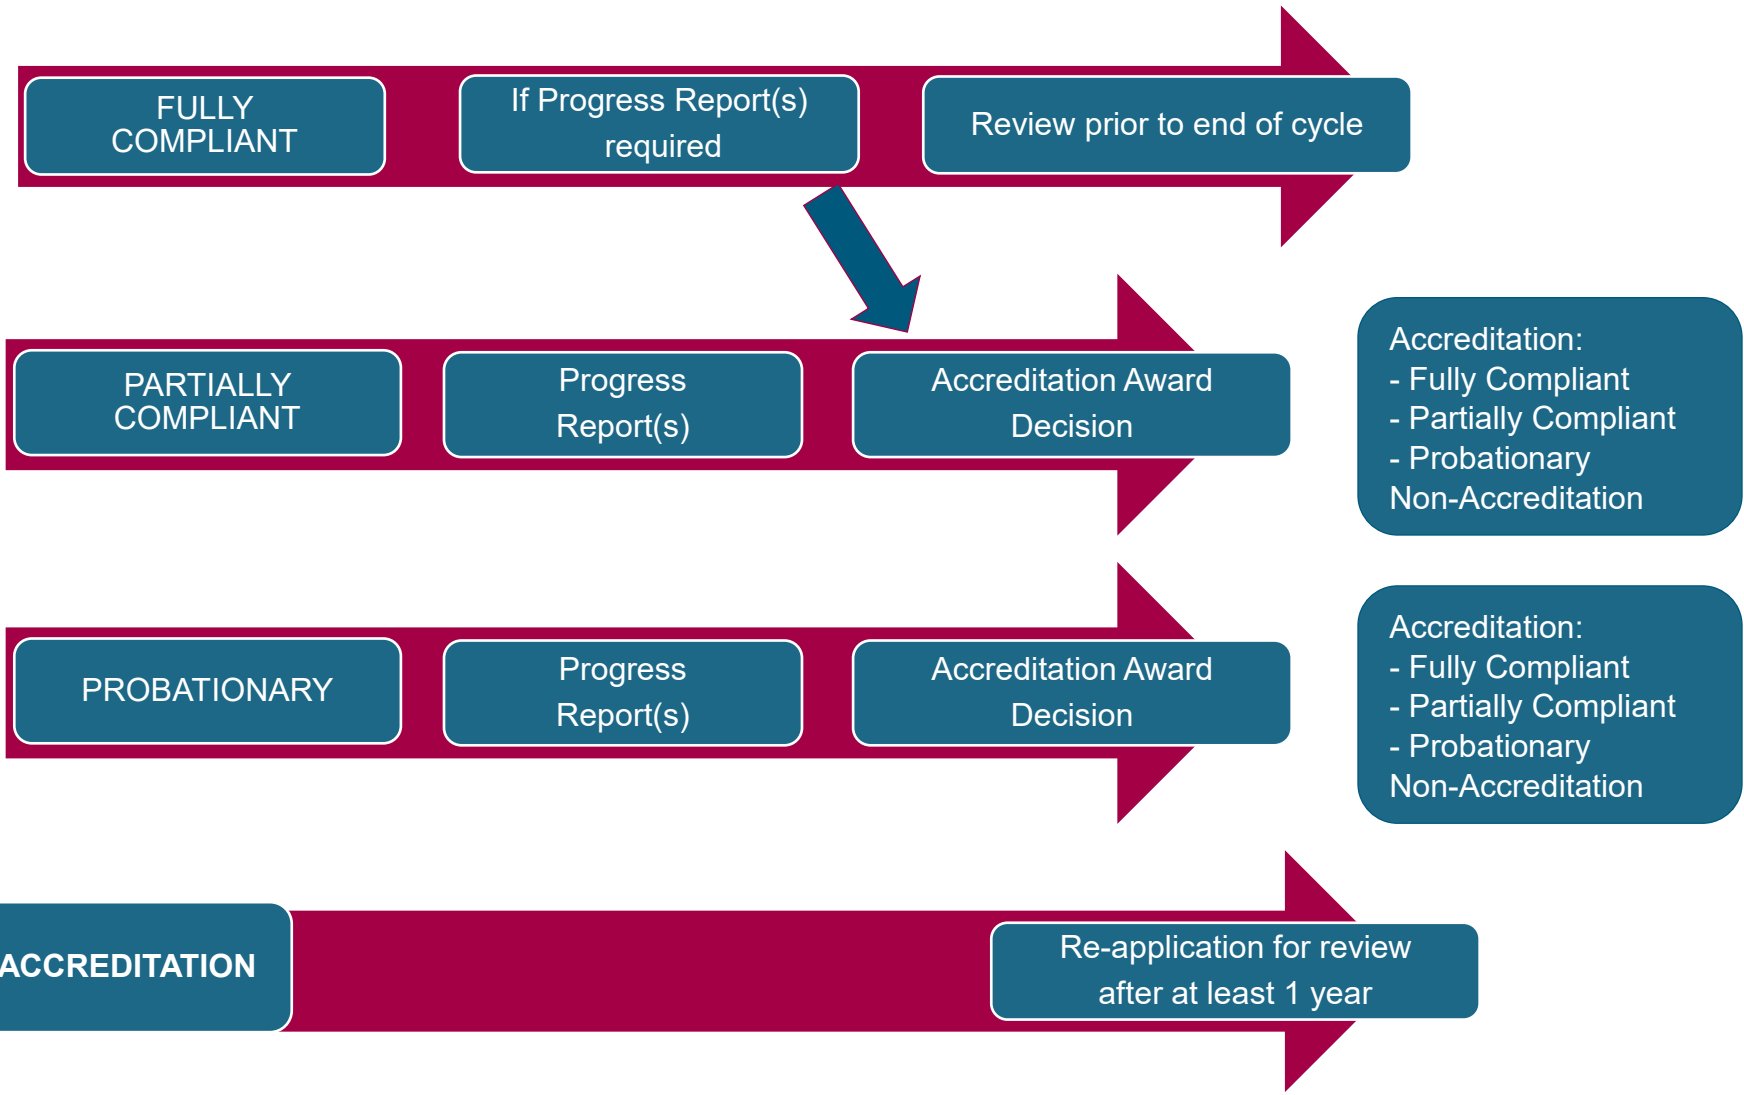 FULLY
COMPLIANT
If Progress Report(s)
required
Review prior to end of cycle
PARTIALLY
COMPLIANT
Progress
Report(s)
Accreditation Award
Decision
Accreditation:
- Fully Compliant
- Partially Compliant
- Probationary
Non-Accreditation
PROBATIONARY
Progress
Report(s)
Accreditation Award
Decision
Accreditation:
- Fully Compliant
- Partially Compliant
- Probationary
Non-Accreditation
ACCREDITATION
Re-application for review
after at least 1 year